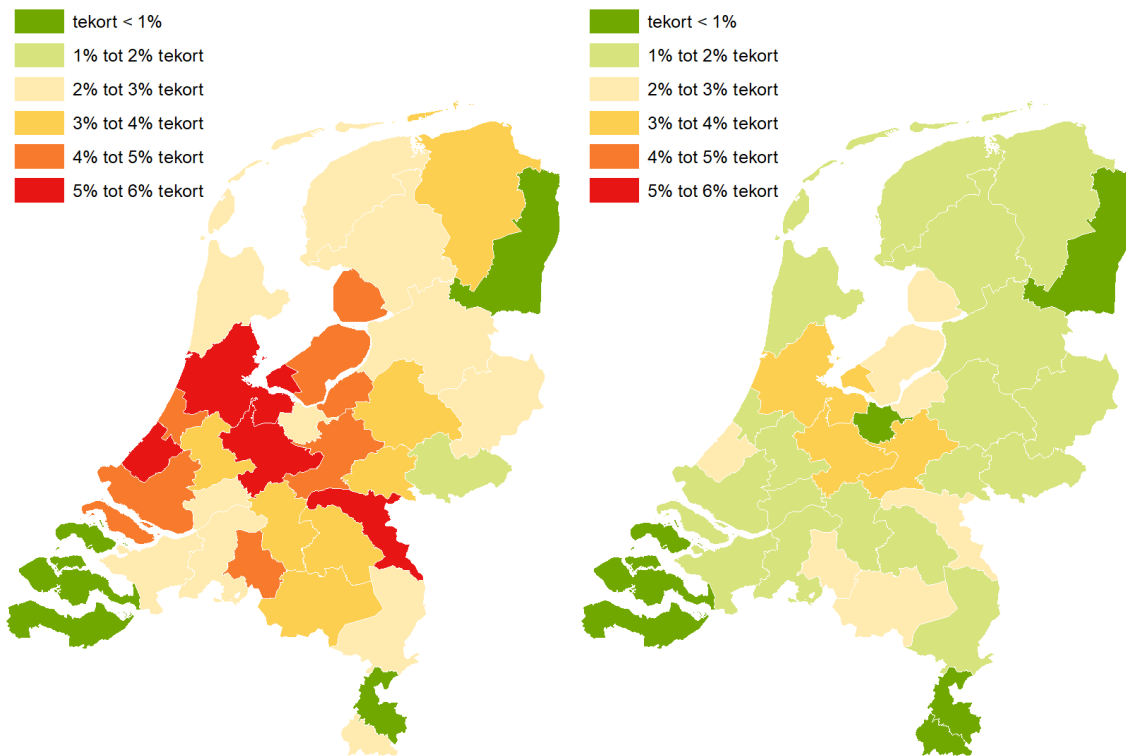 tekort < 1%
1% tot 2% tekort
2% tot 3% tekort
3% tot 4% tekort
4% tot 5% tekort
5% tot 6% tekort
tekort < 1%
1% tot 2% tekort
2% tot 3% tekort
3% tot 4% tekort
4% tot 5% tekort
5% tot 6% tekort